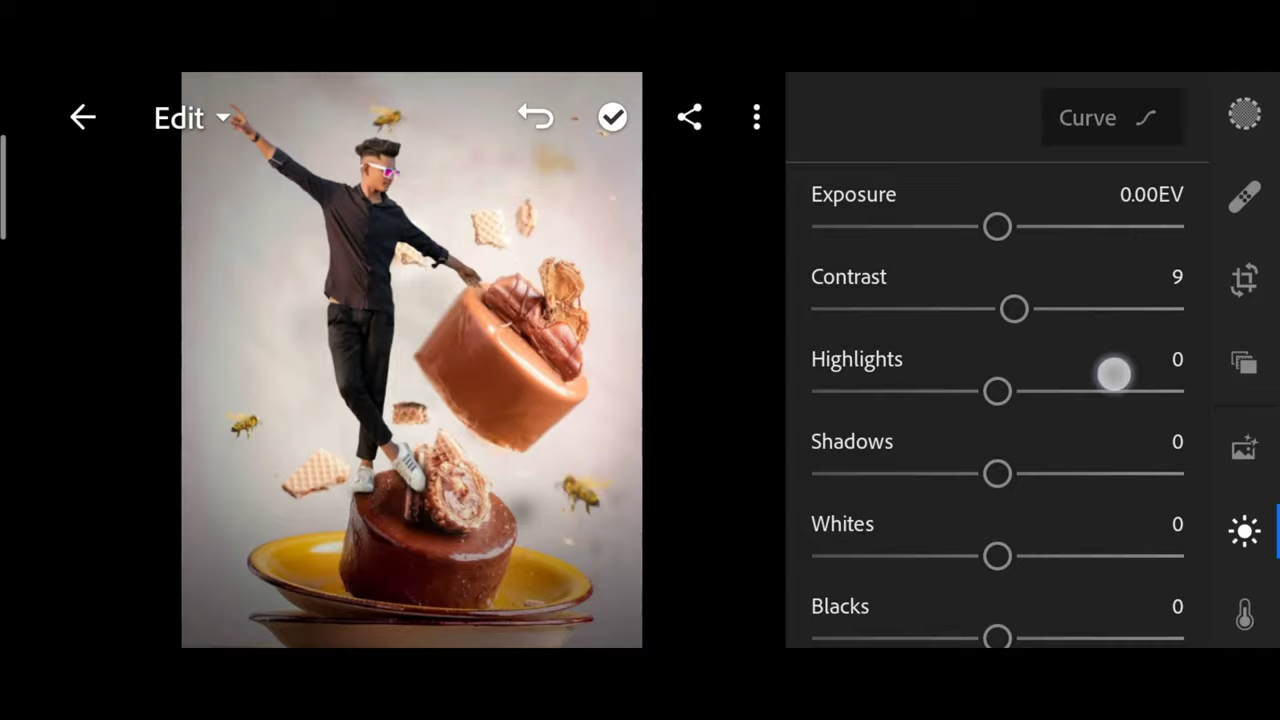 Edit
Curve
Exposure 0.00EV
Contrast 9
Highlights 0
Shadows 0
Whites 0
Blacks 0